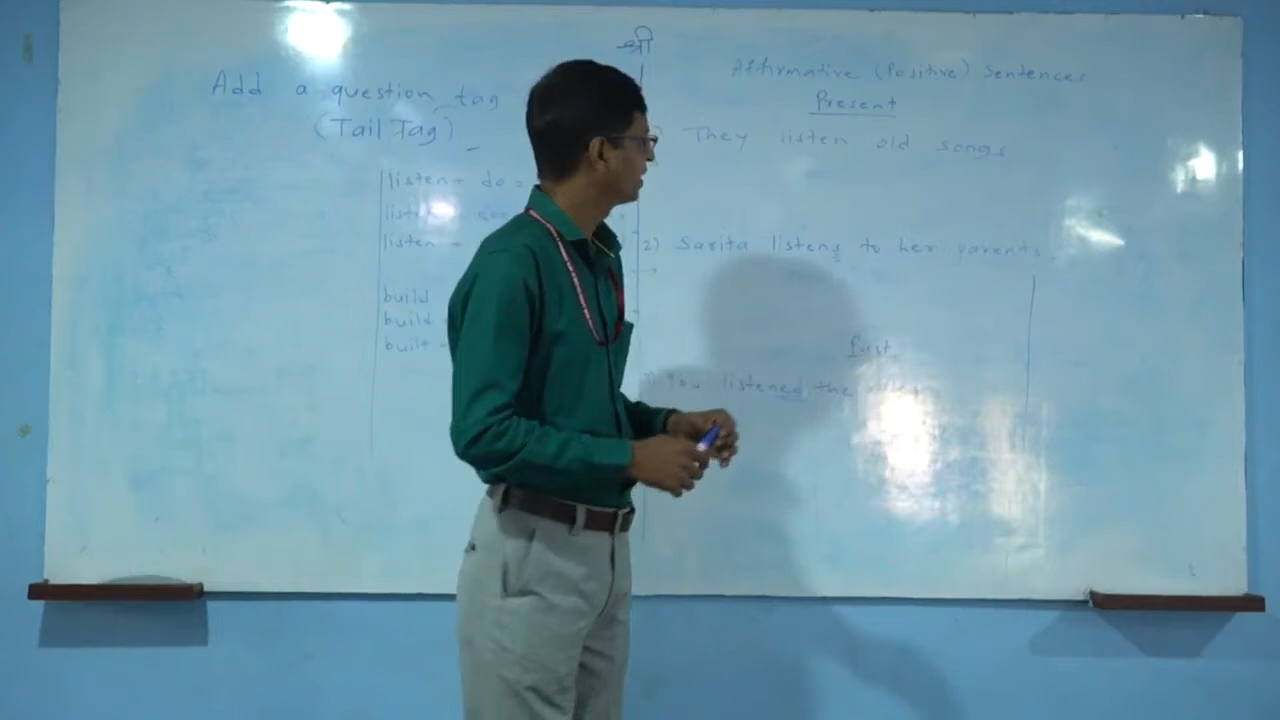 श्री
Add a question tag
(Tail Tag)
listen + do =
listen
build
build
built
Affirmative (Positive) Sentences
Present
They listen old songs
2) Sarita listens to her parents
Past
You listened the